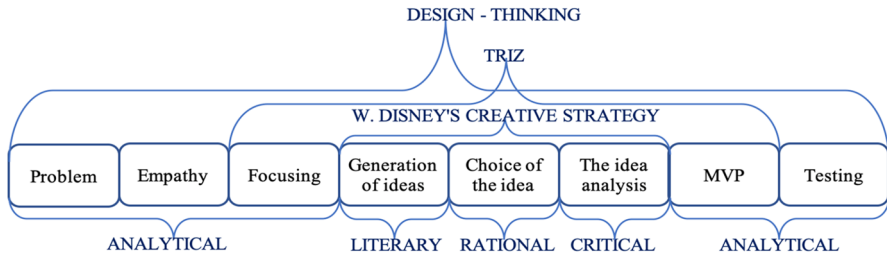 DESIGN - THINKING
TRIZ
W. DISNEY'S CREATIVE STRATEGY
Problem
Empathy
Focusing
Generation
of ideas
Choice of
the idea
The idea
analysis
MVP
Testing
ANALYTICAL
LITERARY
RATIONAL
CRITICAL
ANALYTICAL